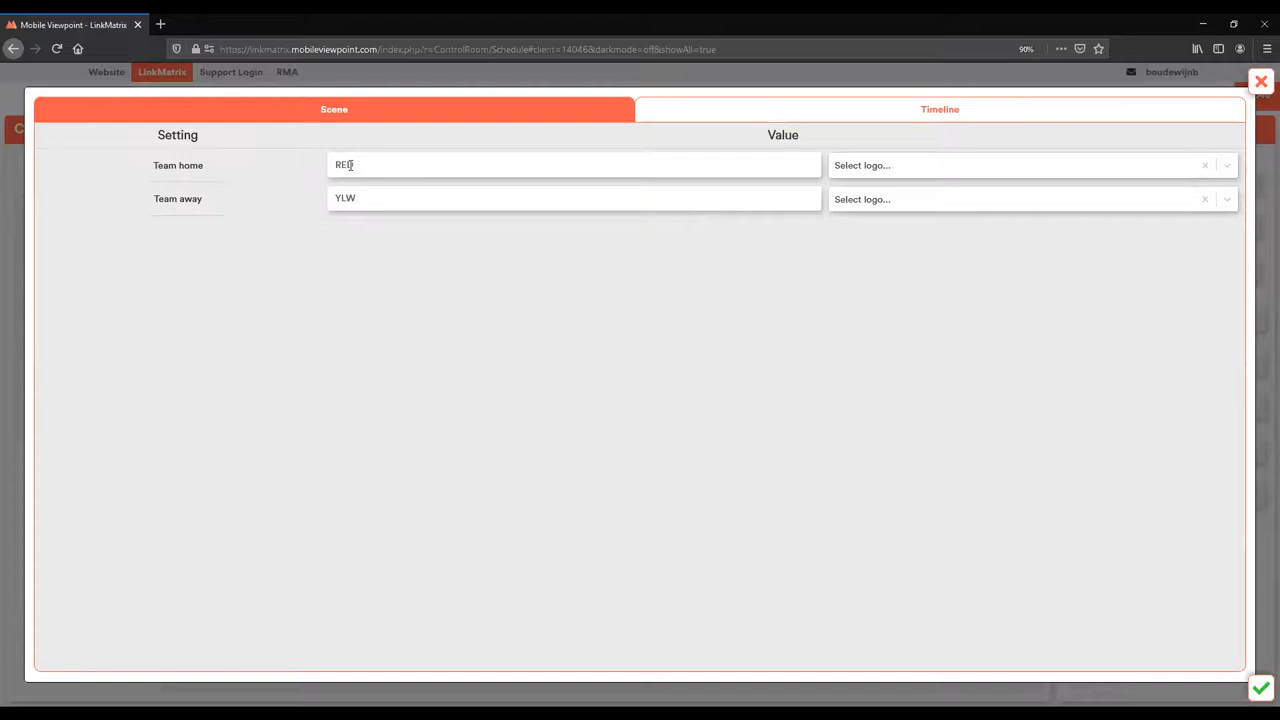 Mobile Viewpoint - LinkMatrix
https://linkmatrix.mobileviewpoint.com/index.php/?r=ControlRoom/Schedule#client=14046&darkmode=off&showAll=true
90%
Website LinkMatrix Support Login RMA boudewijnb
Scene Timeline
Setting Value
Team home RED Select logo...
Team away YLW Select logo...